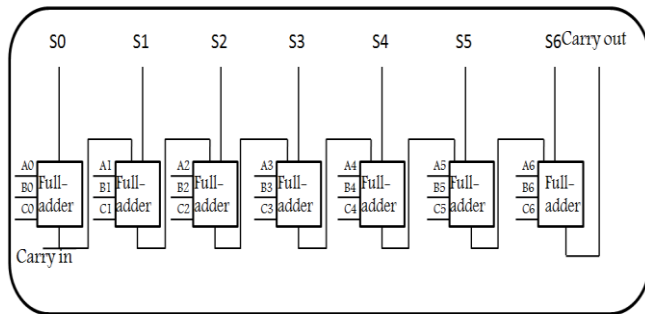 S0 S1 S2 S3 S4 S5 S6 Carry out
A0 A1 A2 A3 A4 A5 A6
Full- Full- Full- Full- Full- Full- Full-
B0 B1 B2 B3 B4 B5 B6
adder adder adder adder adder adder adder
C0 C1 C2 C3 C4 C5 C6
Carry in